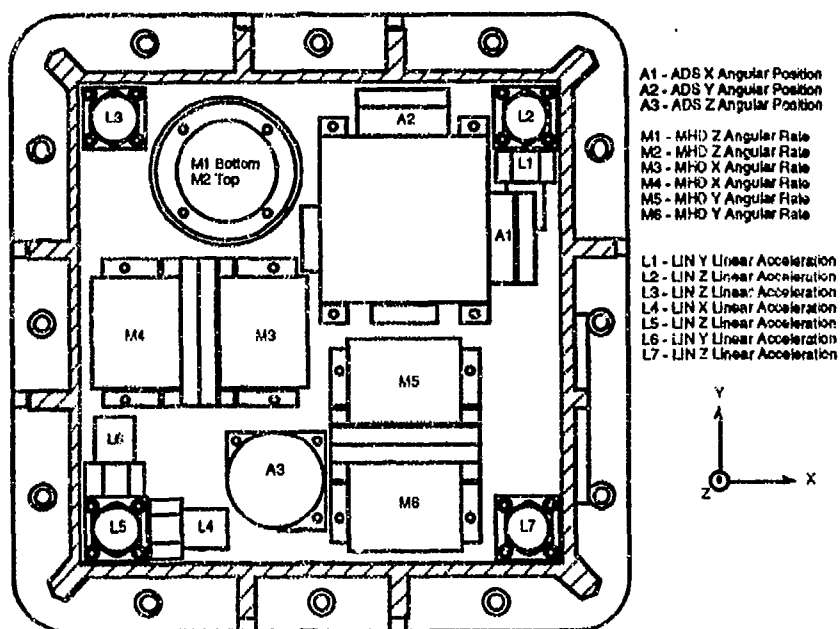 L3
L2
A2
L1
M1 Bottom
M2 Top
A1
M4
M3
M5
L6
A3
M6
L5
L4
L7
A1 - ADS X Angular Position
A2 - ADS Y Angular Position
A3 - ADS Z Angular Position
M1 - MHD Z Angular Rate
M2 - MHD Z Angular Rate
M3 - MHD X Angular Rate
M4 - MHD X Angular Rate
M5 - MHD Y Angular Rate
M6 - MHD Y Angular Rate
L1 - LIN Y Linear Acceleration
L2 - LIN Z Linear Acceleration
L3 - LIN Z Linear Acceleration
L4 - LIN X Linear Acceleration
L5 - LIN Z Linear Acceleration
L6 - LIN Y Linear Acceleration
L7 - LIN Z Linear Acceleration
Y
X
Z